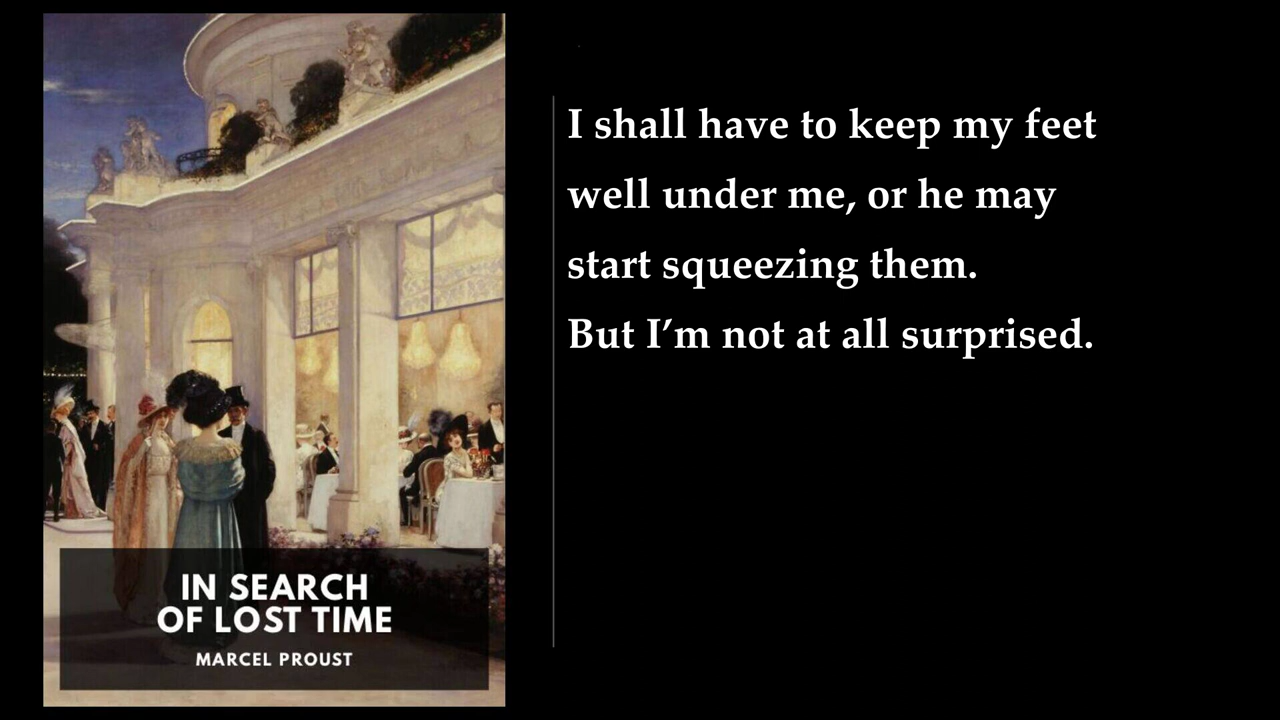 I shall have to keep my feet
well under me, or he may
start squeezing them.
But I’m not at all surprised.
IN SEARCH
OF LOST TIME
MARCEL PROUST